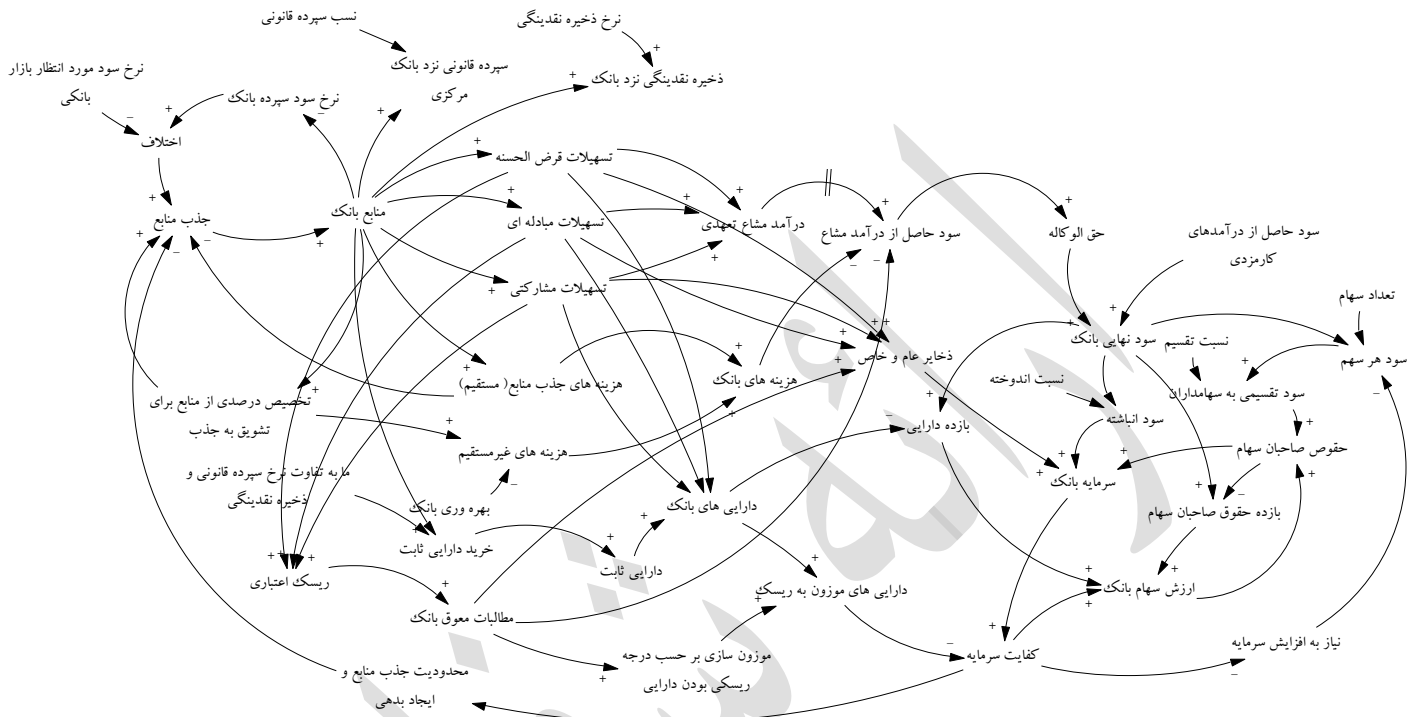 نسب سپرده قانونی
نرخ ذخیره نقدینگی
نرخ سود مورد انتظار بازار
بانکی
سپرده قانونی نزد بانک
مرکزی
ذخیره نقدینگی نزد بانک
نرخ سود سپرده بانک
اختلاف
تسهیلات قرض الحسنه
جذب منابع
منابع بانک
تسهیلات مبادله ای
درآمد مشاع تعهدی
سود حاصل از درآمد مشاع
حق الوکاله
سود حاصل از درآمدهای
کارمزدی
تسهیلات مشارکتی
تعداد سهام
سود نهایی بانک
نسبت تقسیم
سود هر سهم
ذخایر عام و خاص
هزینه های بانک
هزینه های جذب منابع( مستقیم)
نسبت اندوخته
سود تقسیمی به سهامداران
تخصیص درصدی از منابع برای
تشویق به جذب
بازده دارایی
سود انباشته
حقوص صاحبان سهام
هزینه های غیرمستقیم
ما به تفاوت نرخ سپرده قانونی و
ذخیره نقدینگی
سرمایه بانک
بهره وری بانک
دارایی های بانک
بازده حقوق صاحبان سهام
خرید دارایی ثابت
دارایی ثابت
ریسک اعتباری
دارایی های موزون به ریسک
ارزش سهام بانک
مطالبات معوق بانک
موزون سازی بر حسب درجه
ریسکی بودن دارایی
کفایت سرمایه
نیاز به افزایش سرمایه
محدودیت جذب منابع و
ایجاد بدهی